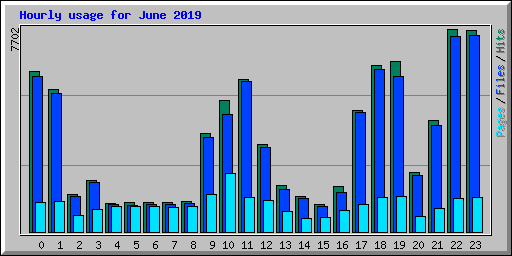 Hourly usage for June 2019
7702
Pages/Files/Hits
0 1 2 3 4 5 6 7 8 9 10 11 12 13 14 15 16 17 18 19 20 21 22 23